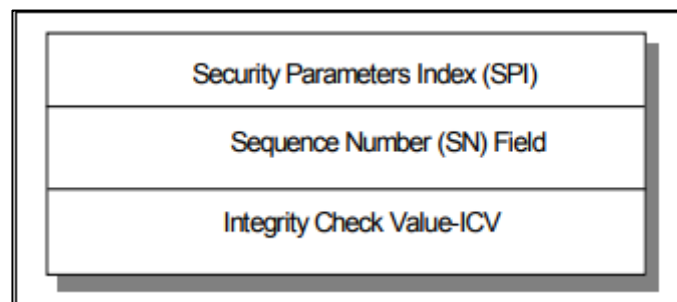 Security Parameters Index (SPI)
Sequence Number (SN) Field
Integrity Check Value-ICV